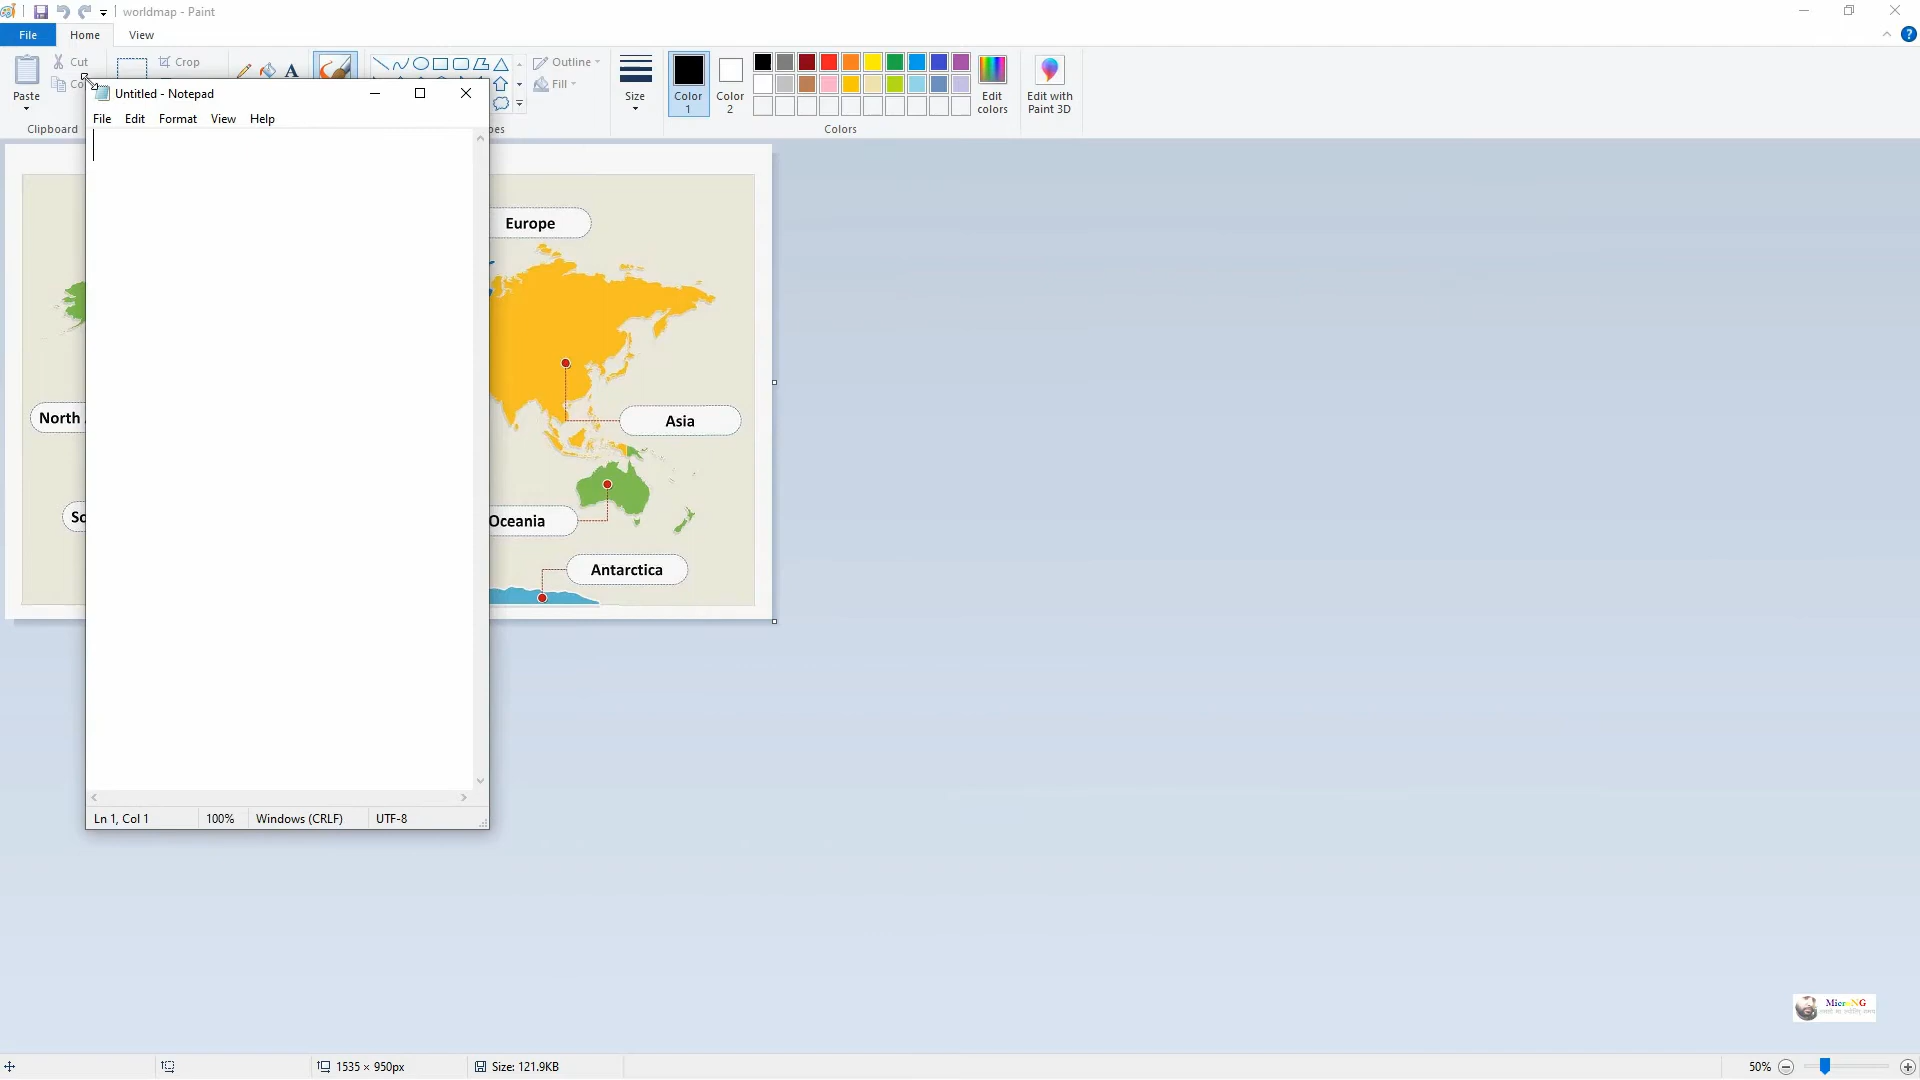 worldmap - Paint
File
Home
View
Cut
Crop
Outline
Fill
Paste
Size
Color 1
Color 2
Edit colors
Edit with Paint 3D
Clipboard
Colors
Untitled - Notepad
File
Edit
Format
View
Help
Europe
North
Asia
Oceania
Antarctica
Ln 1, Col 1
100%
Windows (CRLF)
UTF-8
1535 × 950px
Size: 121.9KB
50%